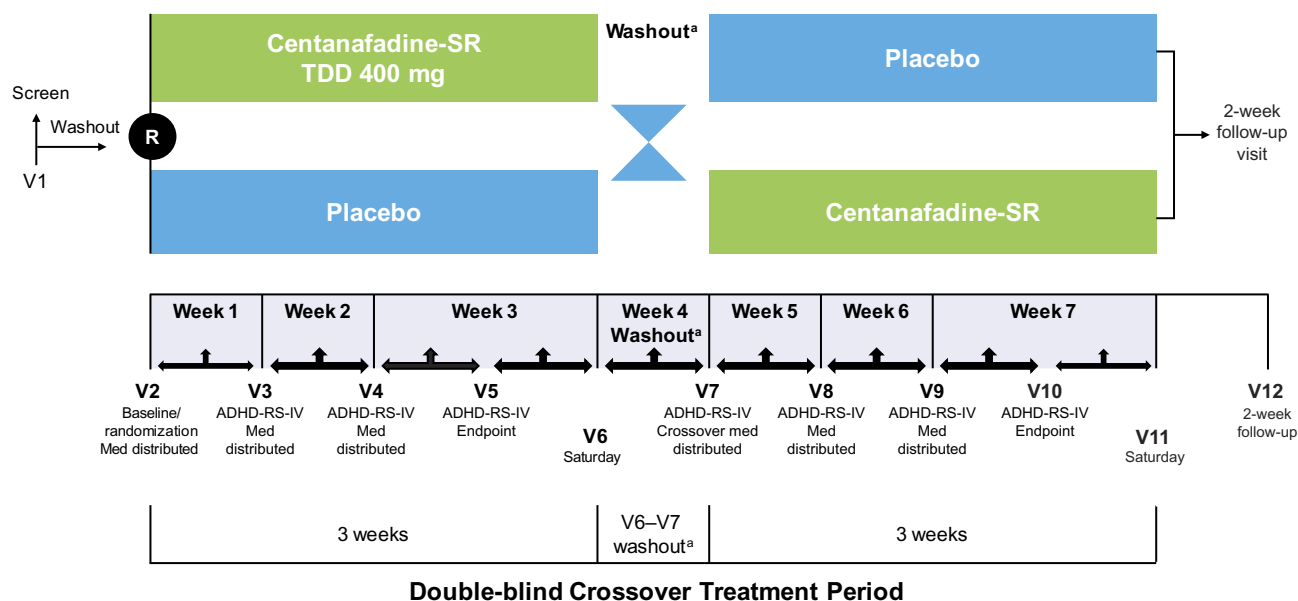 Centanafadine-SR
TDD 400 mg
Washoutᵃ
Placebo
Screen
Washout
R
V1
2-week
follow-up
visit
Placebo
Centanafadine-SR
Week 1
Week 2
Week 3
Week 4
Washoutᵃ
Week 5
Week 6
Week 7
V2
Baseline/
randomization
Med distributed
V3
ADHD-RS-IV
Med
distributed
V4
ADHD-RS-IV
Med
distributed
V5
ADHD-RS-IV
Endpoint
V6
Saturday
V7
ADHD-RS-IV
Crossover med
distributed
V8
ADHD-RS-IV
Med
distributed
V9
ADHD-RS-IV
Med
distributed
V10
ADHD-RS-IV
Endpoint
V11
Saturday
V12
2-week
follow-up
3 weeks
V6–V7
washoutᵃ
3 weeks
Double-blind Crossover Treatment Period